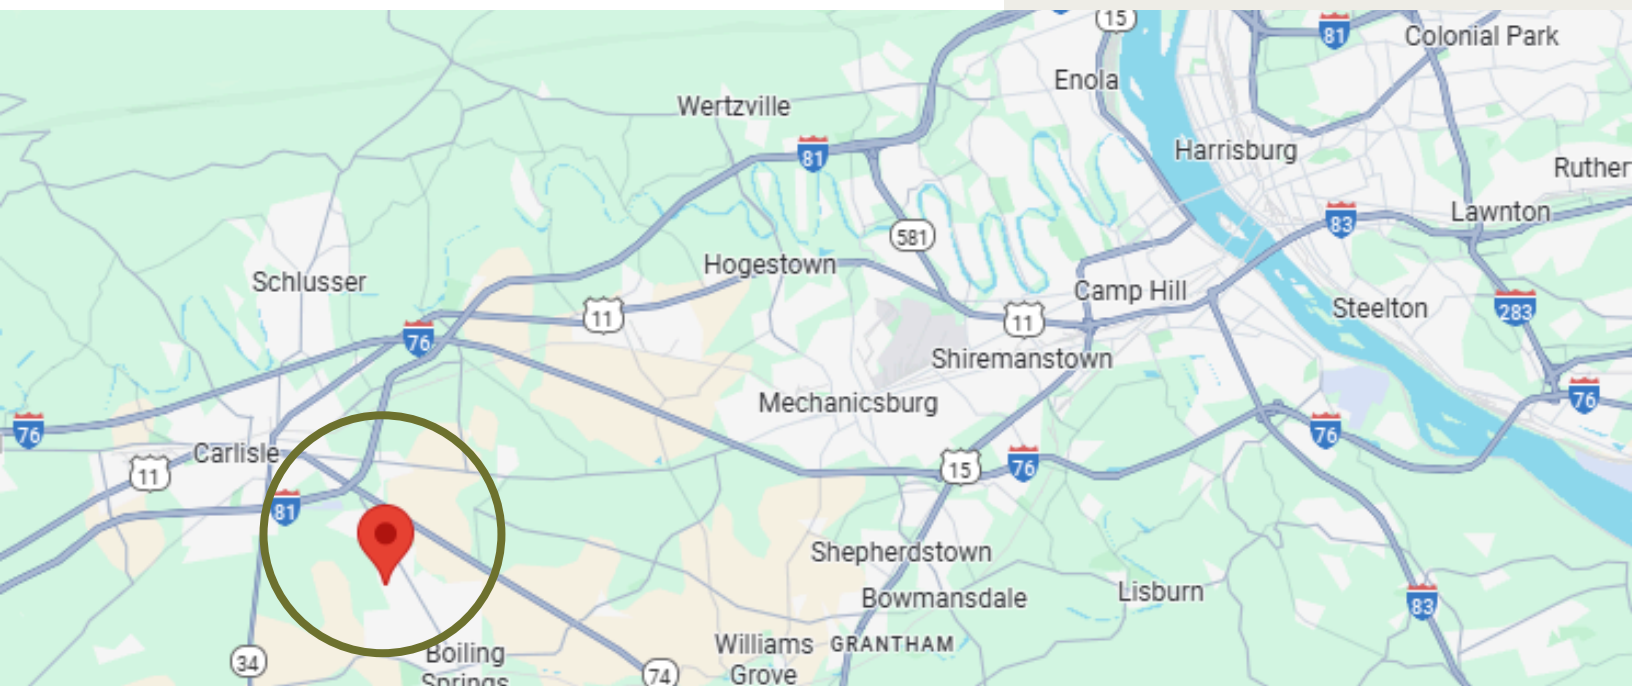 15
81
Colonial Park
Enola
Wertzville
81
Harrisburg
Ruther
83
Lawnton
581
Hogestown
Schlusser
Camp Hill
11
11
Steelton
283
76
Shiremanstown
Mechanicsburg
76
76
76
Carlisle
11
15
76
81
Shepherdstown
Bowmansdale
Lisburn
83
Williams
Grove
GRANTHAM
Boiling
Springs
34
74